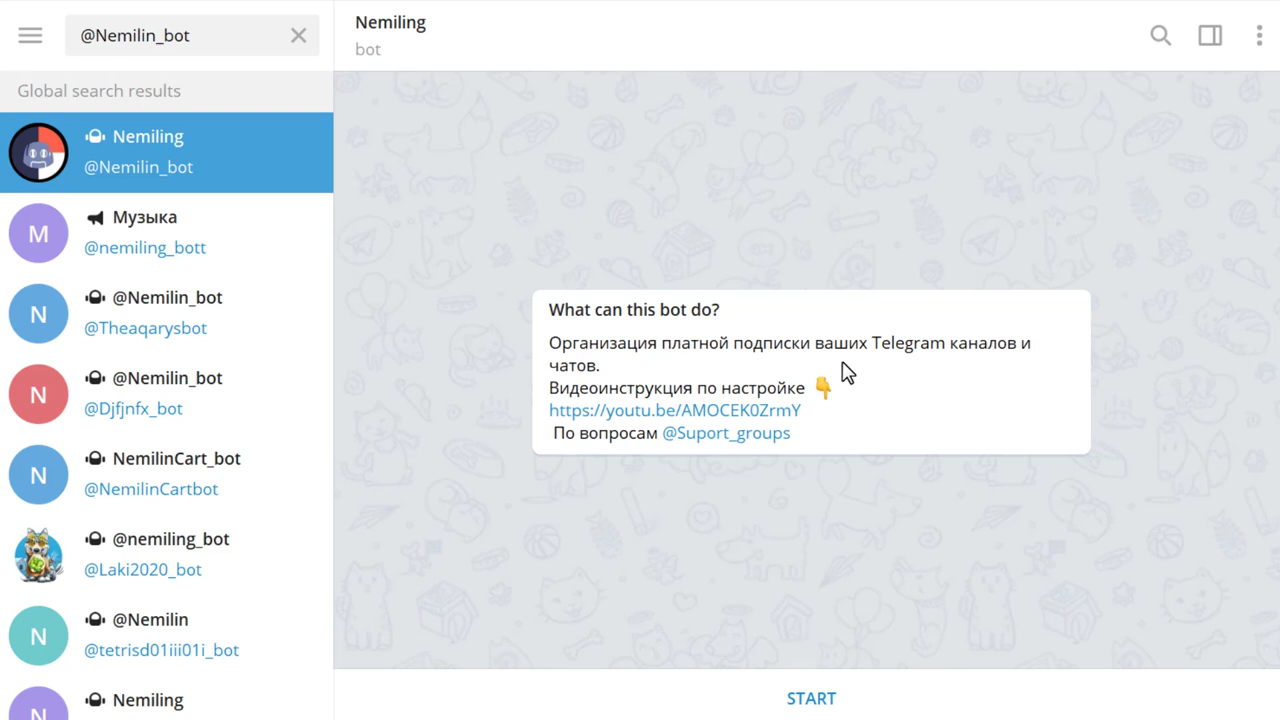 @Nemilin_bot
Global search results
Nemiling
@Nemilin_bot
M
Музыка
@nemiling_bott
N
@Nemilin_bot
@Theaqarysbot
N
@Nemilin_bot
@Djfjnfx_bot
N
NemilinCart_bot
@NemilinCartbot
@nemiling_bot
@Laki2020_bot
N
@Nemilin
@tetrisd01iii01i_bot
N
Nemiling
Nemiling
bot
What can this bot do?
Организация платной подписки ваших Telegram каналов и
чатов.
Видеоинструкция по настройке 👇
https://youtu.be/AMOCEK0ZrmY
По вопросам @Suport_groups
START